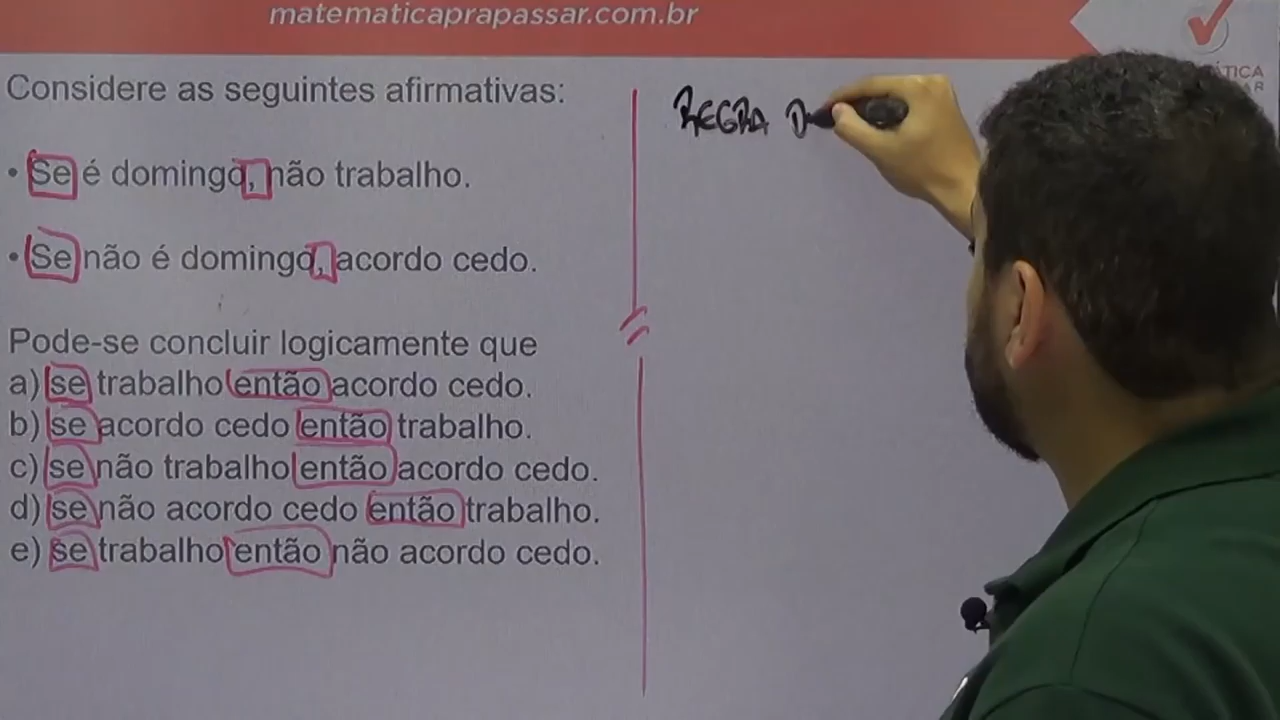 matematicaprapassar.com.br
Considere as seguintes afirmativas:
• Se é domingo, não trabalho.
• Se não é domingo, acordo cedo.
Pode-se concluir logicamente que
a) se trabalho então acordo cedo.
b) se acordo cedo então trabalho.
c) se não trabalho então acordo cedo.
d) se não acordo cedo então trabalho.
e) se trabalho então não acordo cedo.
REGRA D